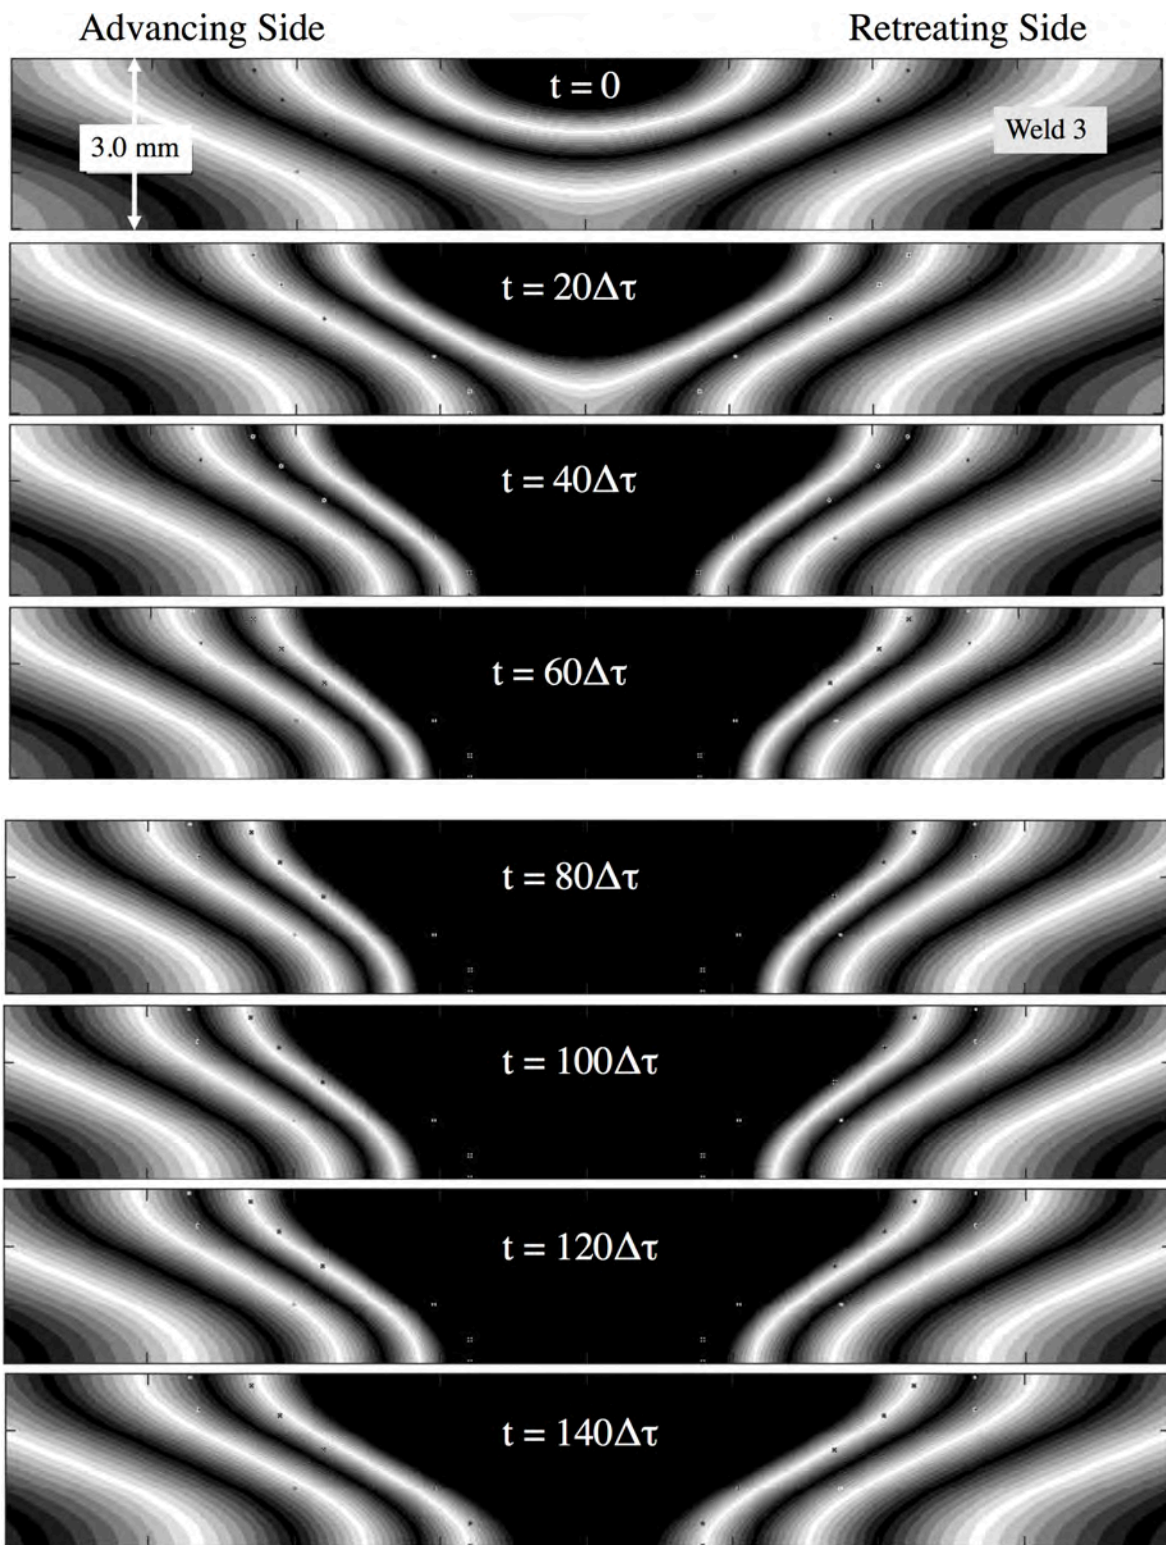 Advancing Side Retreating Side
t = 0
Weld 3
3.0 mm
t = 20Δτ
t = 40Δτ
t = 60Δτ
t = 80Δτ
t = 100Δτ
t = 120Δτ
t = 140Δτ